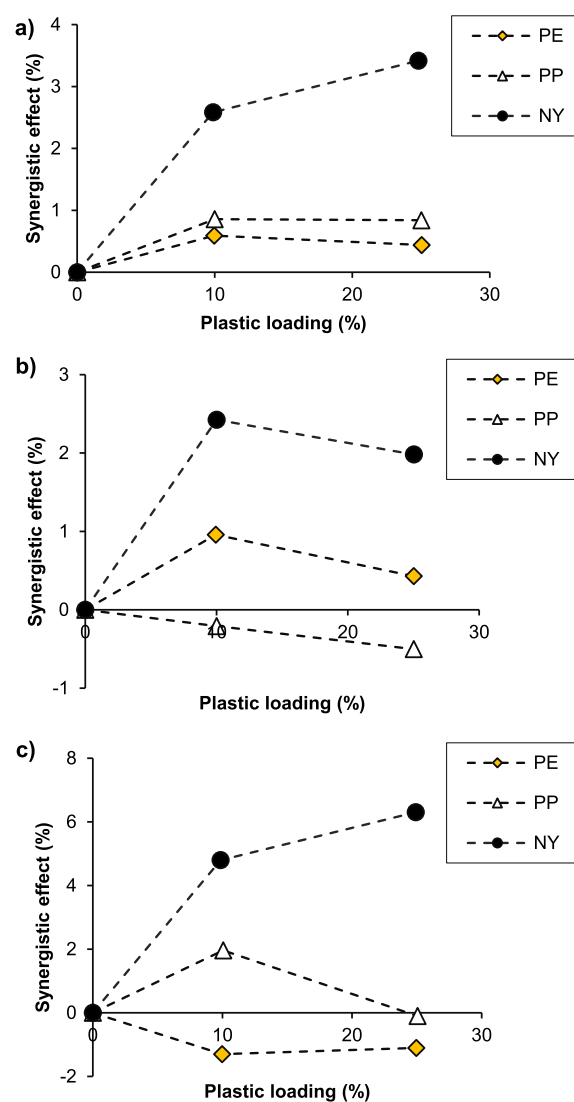 a)
4
3
2
1
0
0
10
20
30
Synergistic effect (%)
Plastic loading (%)
PE
PP
NY
b)
3
2
1
0
-1
0
10
20
30
Synergistic effect (%)
Plastic loading (%)
PE
PP
NY
c)
8
6
4
2
0
-2
0
10
20
30
Synergistic effect (%)
Plastic loading (%)
PE
PP
NY